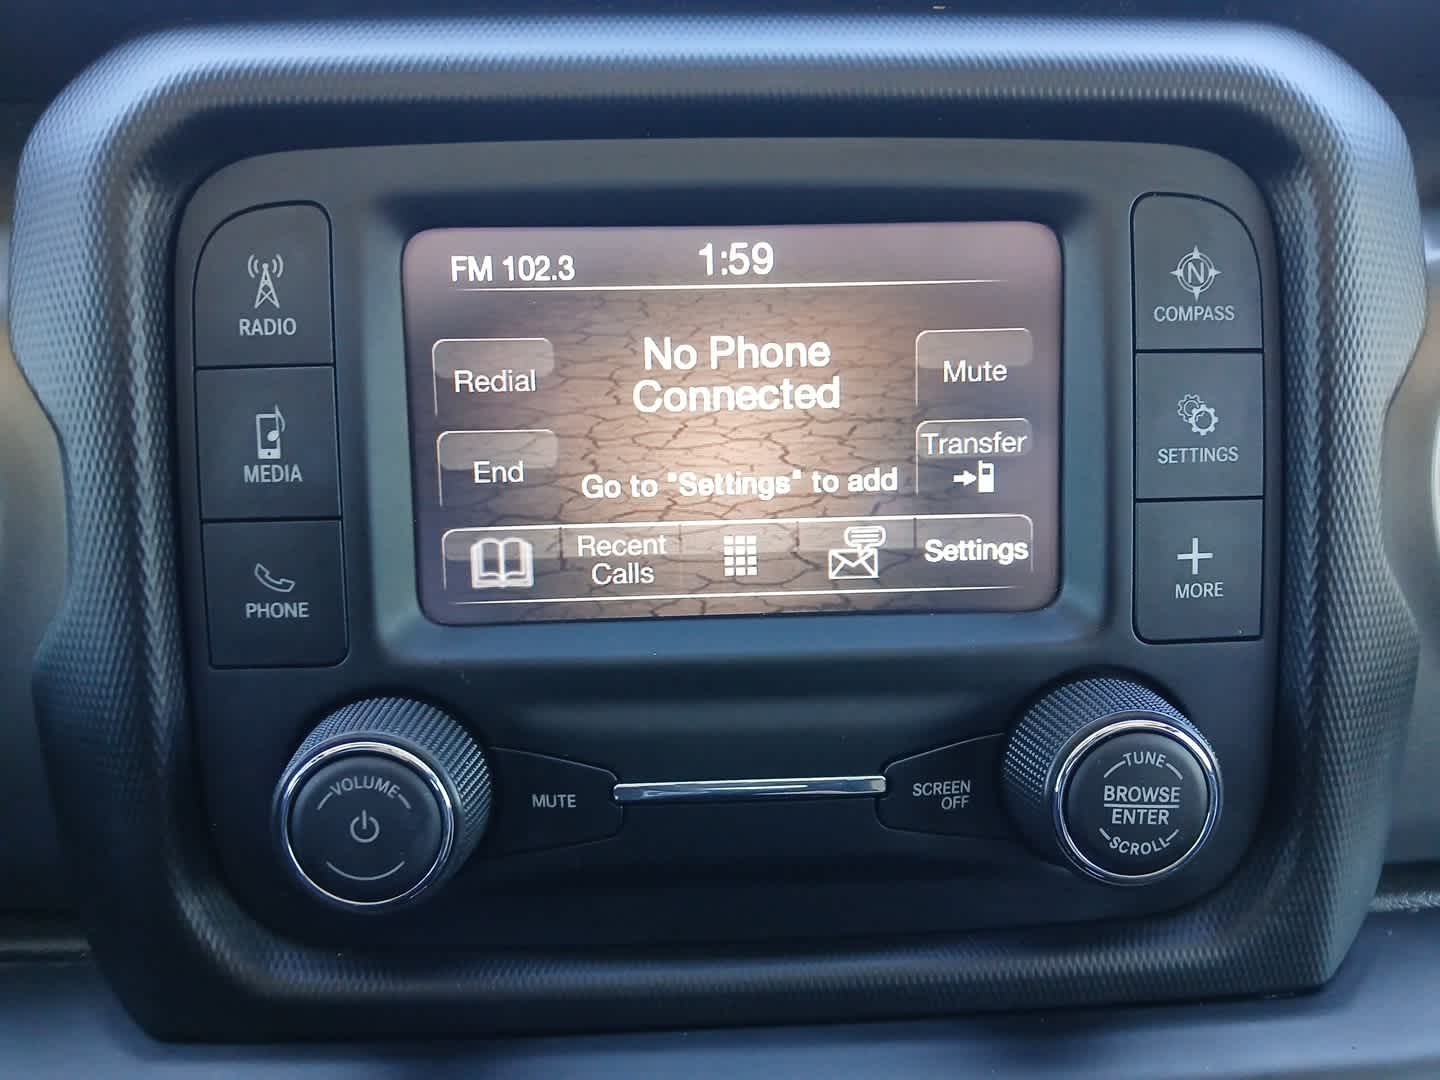 FM 102.3
1:59
RADIO
MEDIA
PHONE
Redial
End
No Phone
Connected
Go to "Settings" to add
Mute
Transfer
Recent
Calls
Settings
N
COMPASS
SETTINGS
MORE
VOLUME
MUTE
SCREEN
OFF
TUNE
BROWSE
ENTER
SCROLL